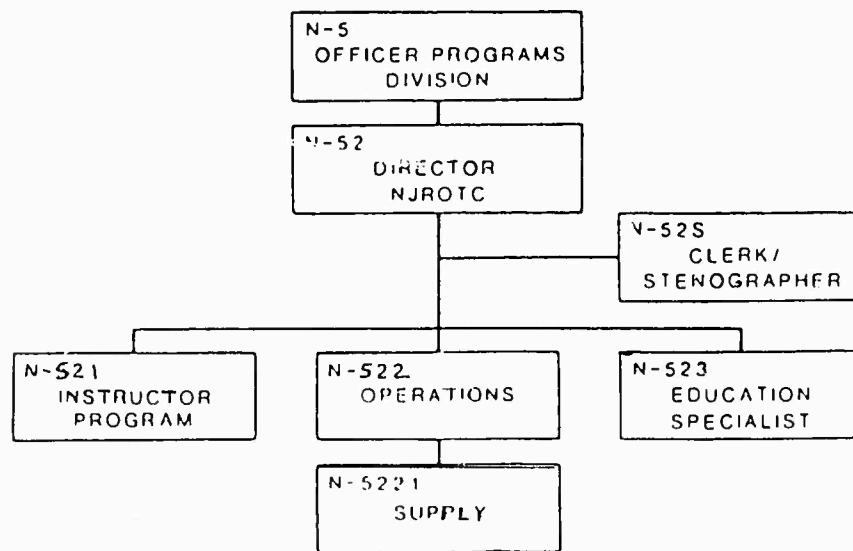 N-5
OFFICER PROGRAMS
DIVISION
N-52
DIRECTOR
NJROTC
N-52S
CLERK/
STENOGRAPHER
N-521
INSTRUCTOR
PROGRAM
N-522
OPERATIONS
N-523
EDUCATION
SPECIALIST
N-5221
SUPPLY